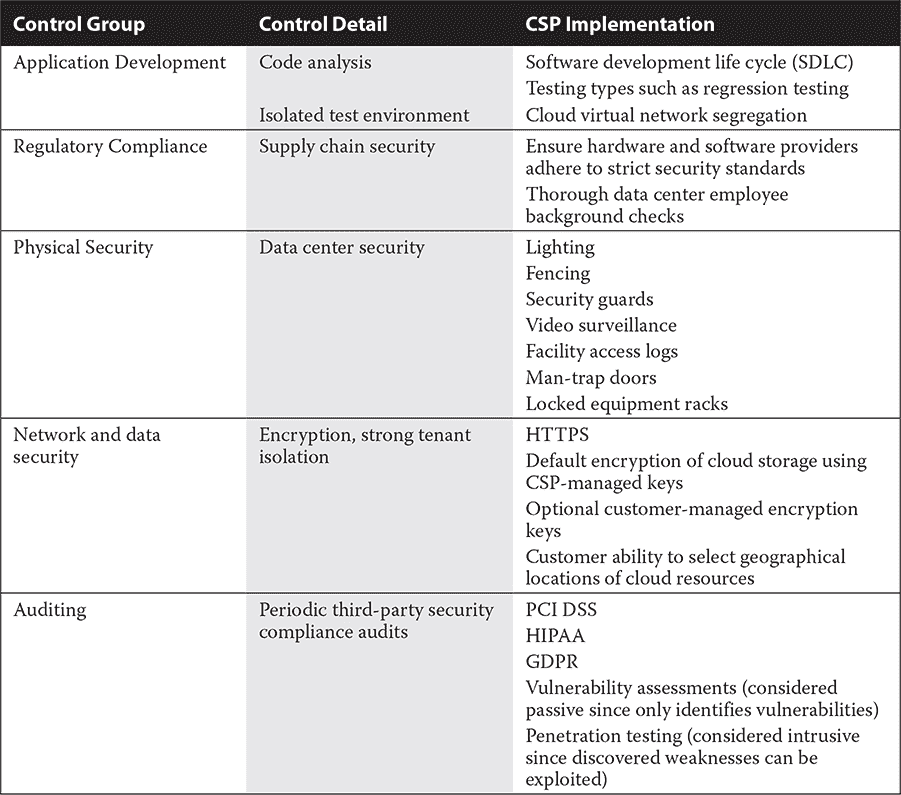 Control Group Control Detail CSP Implementation
Application Development Code analysis Software development life cycle (SDLC)
Testing types such as regression testing
Isolated test environment Cloud virtual network segregation
Regulatory Compliance Supply chain security Ensure hardware and software providers
adhere to strict security standards
Thorough data center employee
background checks
Physical Security Data center security Lighting
Fencing
Security guards
Video surveillance
Facility access logs
Man-trap doors
Locked equipment racks
Network and data Encryption, strong tenant HTTPS
security isolation Default encryption of cloud storage using
CSP-managed keys
Optional customer-managed encryption
keys
Customer ability to select geographical
locations of cloud resources
Auditing Periodic third-party security PCI DSS
compliance audits HIPAA
GDPR
Vulnerability assessments (considered
passive since only identifies vulnerabilities)
Penetration testing (considered intrusive
since discovered weaknesses can be
exploited)